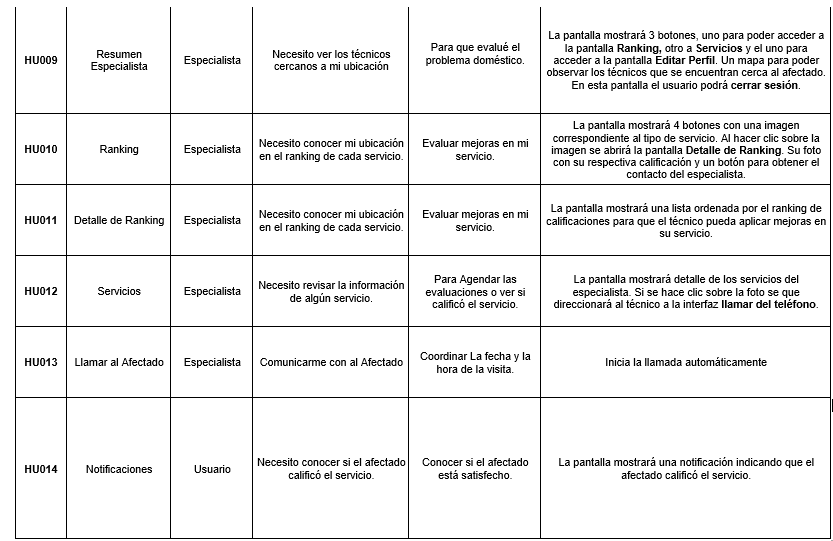 HU009
Resumen
Especialista
Especialista
Necesito ver los técnicos
cercanos a mi ubicación
Para que evalué el
problema doméstico.
La pantalla mostrará 3 botones, uno para poder acceder a
la pantalla Ranking, otro a Servicios y el uno para
acceder a la pantalla Editar Perfil. Un mapa para poder
observar los técnicos que se encuentran cerca al afectado.
En esta pantalla el usuario podrá cerrar sesión.
HU010
Ranking
Especialista
Necesito conocer mi ubicación
en el ranking de cada servicio.
Evaluar mejoras en mi
servicio.
La pantalla mostrará 4 botones con una imagen
correspondiente al tipo de servicio. Al hacer clic sobre la
imagen se abrirá la pantalla Detalle de Ranking. Su foto
con su respectiva calificación y un botón para obtener el
contacto del especialista.
HU011
Detalle de Ranking
Especialista
Necesito conocer mi ubicación
en el ranking de cada servicio.
Evaluar mejoras en mi
servicio.
La pantalla mostrará una lista ordenada por el ranking de
calificaciones para que el técnico pueda aplicar mejoras en
su servicio.
HU012
Servicios
Especialista
Necesito revisar la información
de algún servicio.
Para Agendar las
evaluaciones o ver si
calificó el servicio.
La pantalla mostrará detalle de los servicios del
especialista. Si se hace clic sobre la foto se que
direccionará al técnico a la interfaz llamar del teléfono.
HU013
Llamar al Afectado
Especialista
Comunicarme con al Afectado
Coordinar La fecha y la
hora de la visita.
Inicia la llamada automáticamente
HU014
Notificaciones
Usuario
Necesito conocer si el afectado
calificó el servicio.
Conocer si el afectado
está satisfecho.
La pantalla mostrará una notificación indicando que el
afectado calificó el servicio.